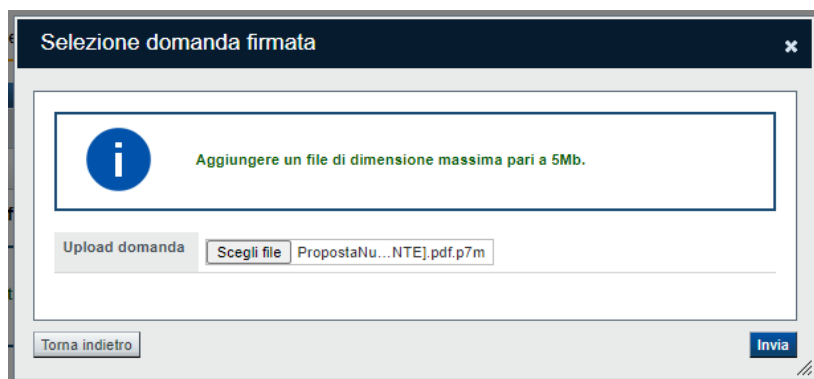 Selezione domanda firmata
Aggiungere un file di dimensione massima pari a 5Mb.
Upload domanda Scegli file PropostaNu...NTE].pdf.p7m
Torna indietro Invia